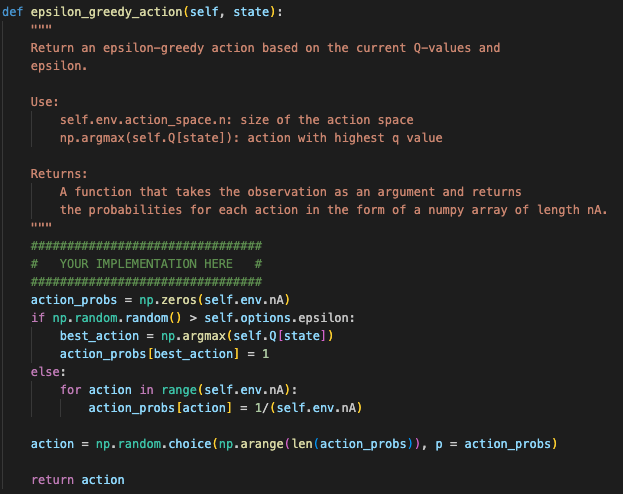 def epsilon_greedy_action(self, state):
    """
    Return an epsilon-greedy action based on the current Q-values and
    epsilon.

    Use:
        self.env.action_space.n: size of the action space
        np.argmax(self.Q[state]): action with highest q value

    Returns:
        A function that takes the observation as an argument and returns
        the probabilities for each action in the form of a numpy array of length nA.
    """
    ################################
    #   YOUR IMPLEMENTATION HERE   #
    ################################
    action_probs = np.zeros(self.env.nA)
    if np.random.random() > self.options.epsilon:
        best_action = np.argmax(self.Q[state])
        action_probs[best_action] = 1
    else:
        for action in range(self.env.nA):
            action_probs[action] = 1/(self.env.nA)

    action = np.random.choice(np.arange(len(action_probs)), p = action_probs)

    return action